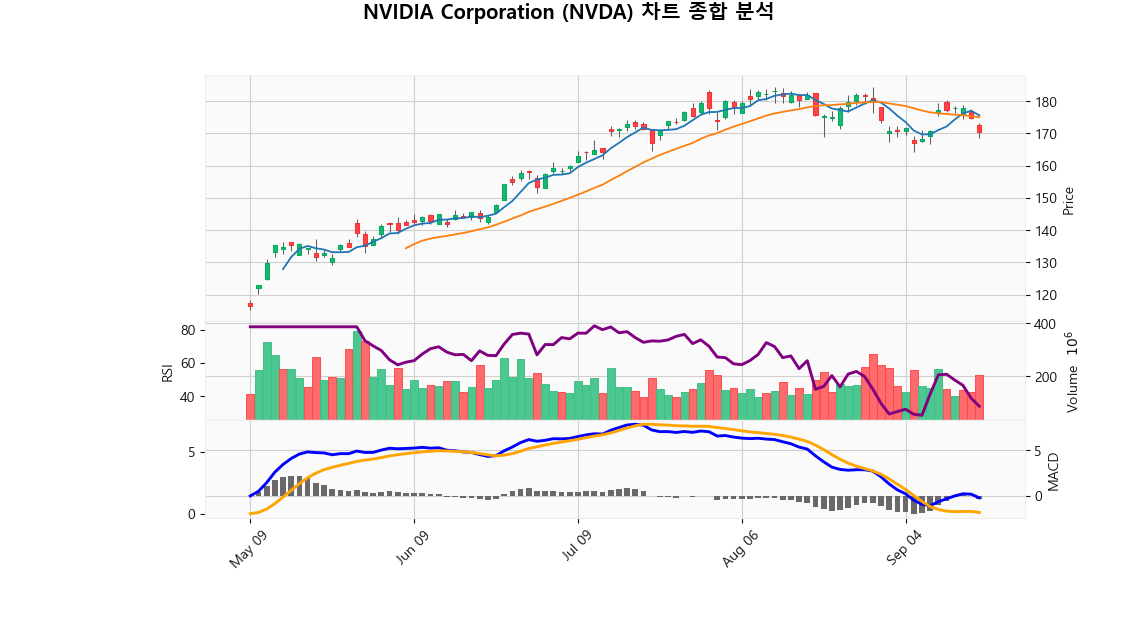 NVIDIA Corporation (NVDA) 차트 종합 분석
180
170
160
150
140
130
120
Price
80
60
40
RSI
400
200
Volume 10⁶
5
0
5
0
MACD
May 09
Jun 09
Jul 09
Aug 06
Sep 04